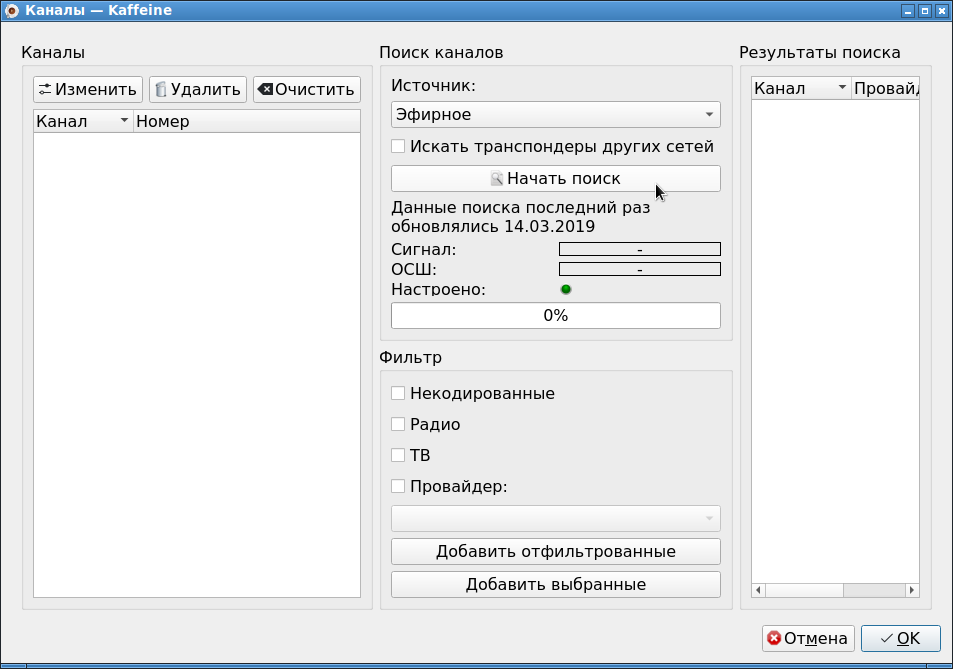 Каналы — Kaffeine
Каналы
Изменить
Удалить
Очистить
Канал
Номер
Поиск каналов
Источник:
Эфирное
Искать транспондеры других сетей
Начать поиск
Данные поиска последний раз
обновлялись 14.03.2019
Сигнал:
-
ОСШ:
-
Настроено:
0%
Фильтр
Некодированные
Радио
ТВ
Провайдер:
Добавить отфильтрованные
Добавить выбранные
Результаты поиска
Канал
Провайд
Отмена
OK